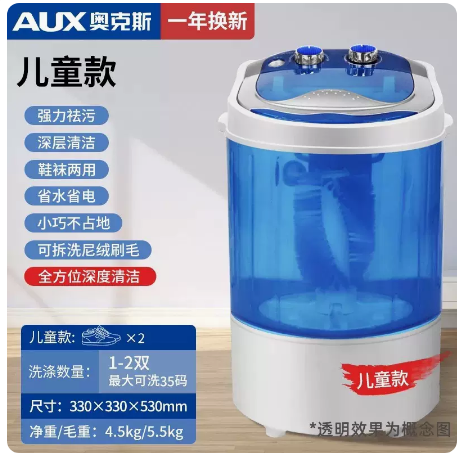 AUX奥克斯 一年换新
儿童款
强力祛污
深层清洁
鞋袜两用
省水省电
小巧不占地
可拆洗尼绒刷毛
全方位深度清洁
儿童款: ×2
洗涤数量: 1-2双
最大可洗35码
尺寸: 330×330×530mm
净重/毛重: 4.5kg/5.5kg
儿童款
*透明效果为概念图